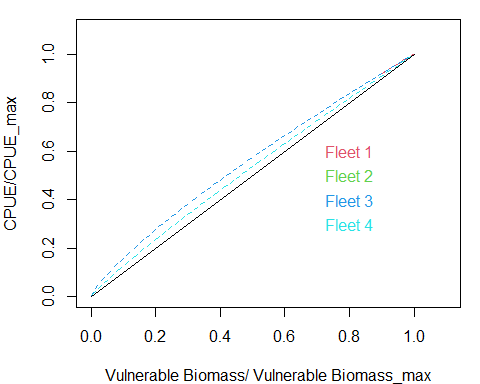 CPUE/CPUE_max
1.0
0.8
0.6
0.4
0.2
0.0
Fleet 1
Fleet 2
Fleet 3
Fleet 4
0.0 0.2 0.4 0.6 0.8 1.0
Vulnerable Biomass/ Vulnerable Biomass_max